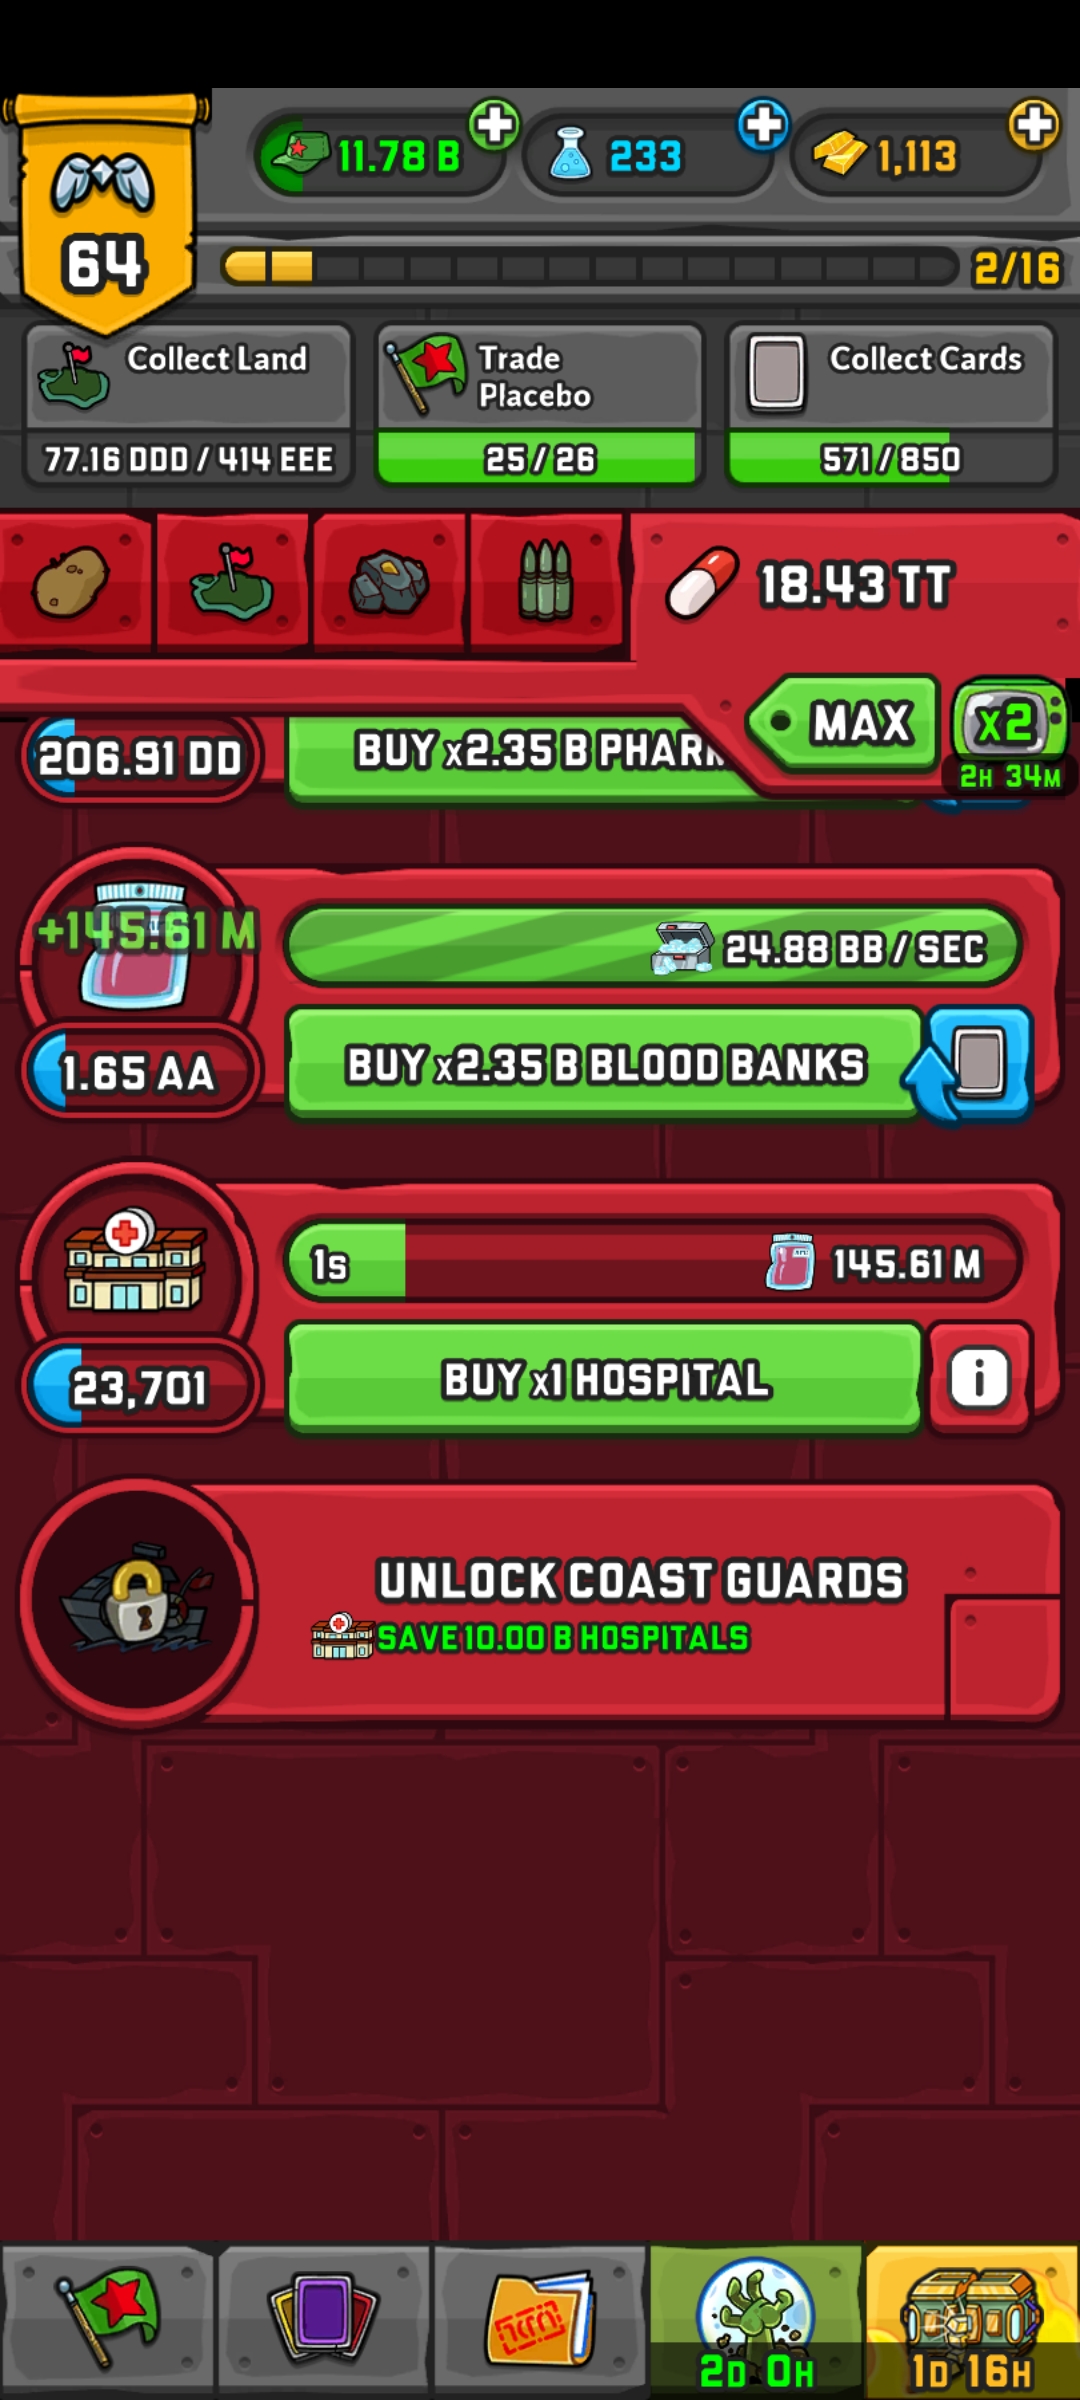 11.78 B
233
1,113
64
2/16
Collect Land
Trade
Placebo
Collect Cards
77.16 DDD / 414 EEE
25 / 26
571 / 850
18.43 TT
MAX
x2
2H 34M
206.91 DD
BUY x2.35 B
+145.61 M
24.88 BB / SEC
1.65 AA
BUY x2.35 B BLOOD BANKS
1s
145.61 M
23,701
BUY x1 HOSPITAL
i
UNLOCK COAST GUARDS
SAVE 10.00 B HOSPITALS
2D 0H
1D 16H